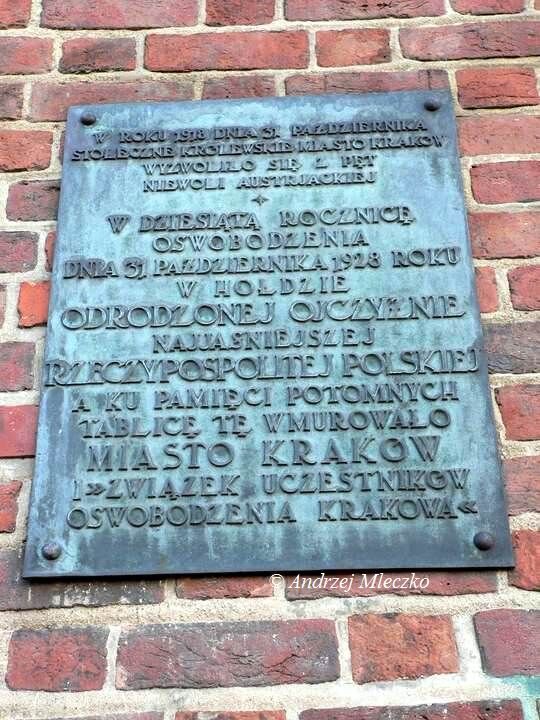 W ROKU 1918 DNIA 31 PAŹDZIERNIKA
STOŁECZNE KRÓLEWSKIE MIASTO KRAKÓW
WYZWOLIŁO SIĘ Z PĘT
NIEWOLI AUSTRJACKIEJ
W DZIESIĄTĄ ROCZNICĘ
OSWOBODZENIA
DNIA 31 PAŹDZIERNIKA 1928 ROKU
W HOŁDZIE
ODRODZONEJ OJCZYŹNIE
NAJJAŚNIEJSZEJ
RZECZYPOSPOLITEJ POLSKIEJ
A KU PAMIĘCI POTOMNYCH
TABLICĘ TĘ WMUROWAŁO
MIASTO KRAKÓW
I »ZWIĄZEK UCZESTNIKÓW
OSWOBODZENIA KRAKOWA«
© Andrzej Mleczko